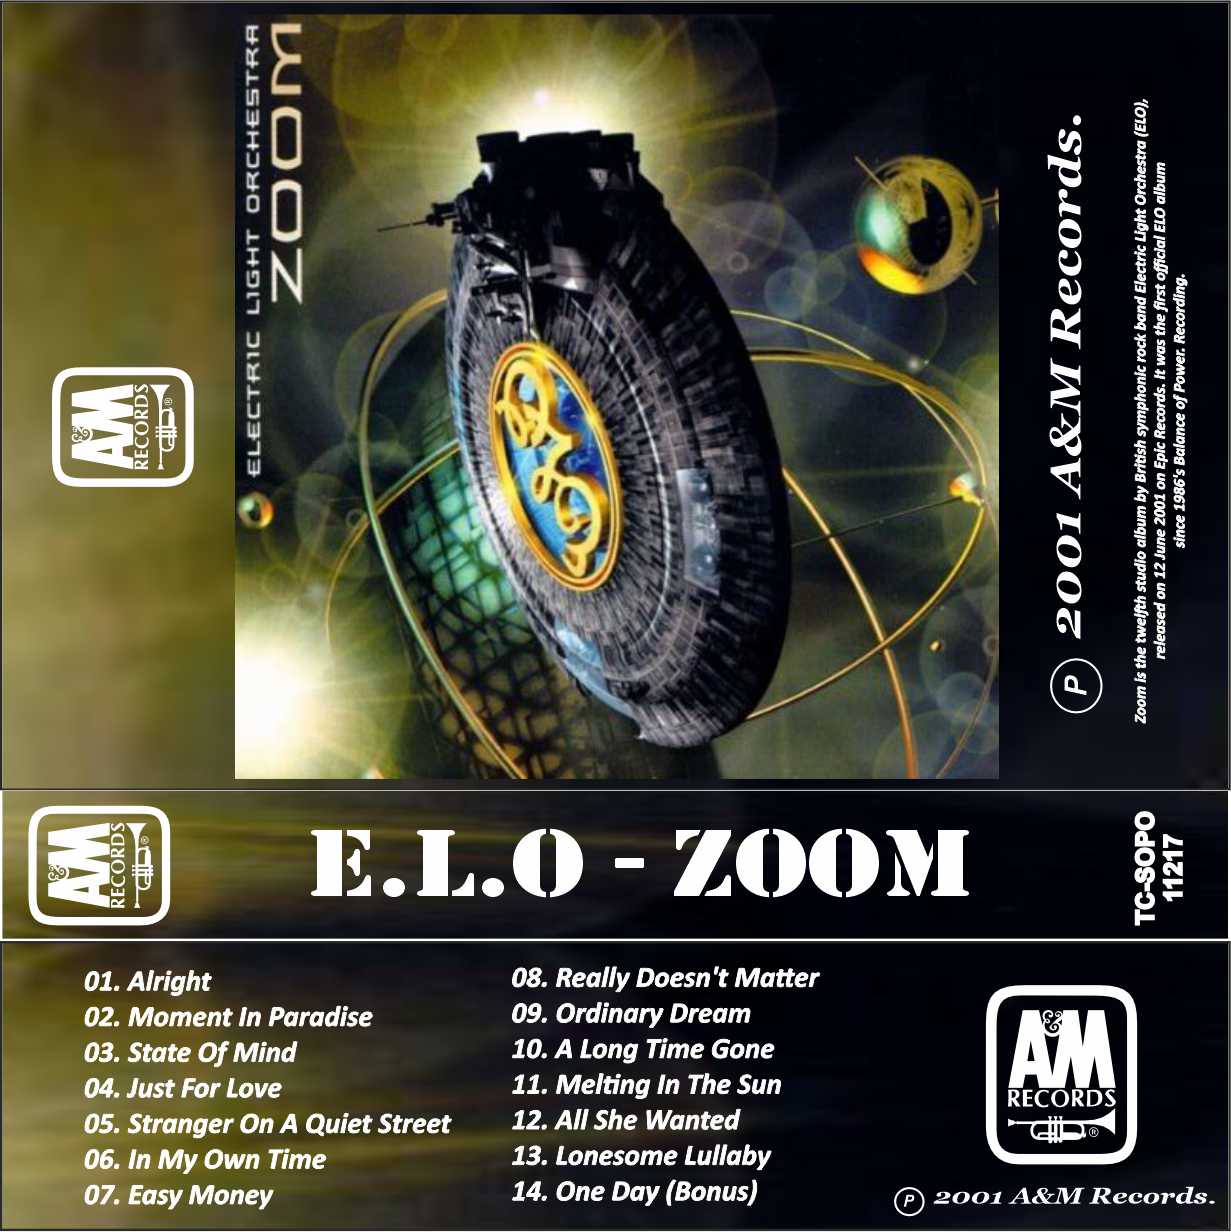 ELECTRIC LIGHT ORCHESTRA
ZOOM
A&M
RECORDS
®
P 2001 A&M Records.
Zoom is the twelfth studio album by British symphonic rock band Electric Light Orchestra (ELO),
released on 12 June 2001 on Epic Records. It was the first official ELO album
since 1986's Balance of Power. Recording.
A&M
RECORDS
®
E.L.O - ZOOM
TC-SOPO
11217
01. Alright
02. Moment In Paradise
03. State Of Mind
04. Just For Love
05. Stranger On A Quiet Street
06. In My Own Time
07. Easy Money
08. Really Doesn't Matter
09. Ordinary Dream
10. A Long Time Gone
11. Melting In The Sun
12. All She Wanted
13. Lonesome Lullaby
14. One Day (Bonus)
A&M
RECORDS
®
P 2001 A&M Records.